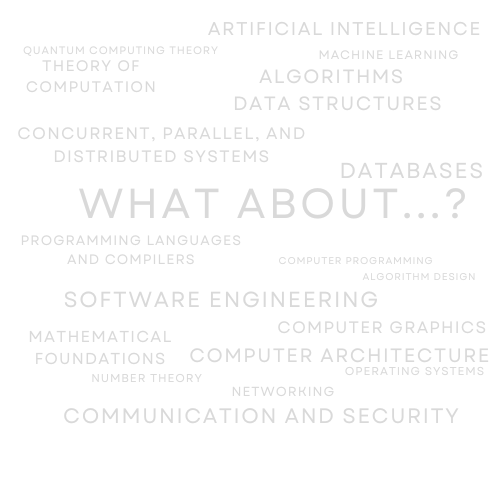 ARTIFICIAL INTELLIGENCE
QUANTUM COMPUTING THEORY
MACHINE LEARNING
THEORY OF
COMPUTATION
ALGORITHMS
DATA STRUCTURES
CONCURRENT, PARALLEL, AND
DISTRIBUTED SYSTEMS
DATABASES
WHAT ABOUT...?
PROGRAMMING LANGUAGES
AND COMPILERS
COMPUTER PROGRAMMING
ALGORITHM DESIGN
SOFTWARE ENGINEERING
COMPUTER GRAPHICS
MATHEMATICAL
FOUNDATIONS
COMPUTER ARCHITECTURE
OPERATING SYSTEMS
NUMBER THEORY
NETWORKING
COMMUNICATION AND SECURITY